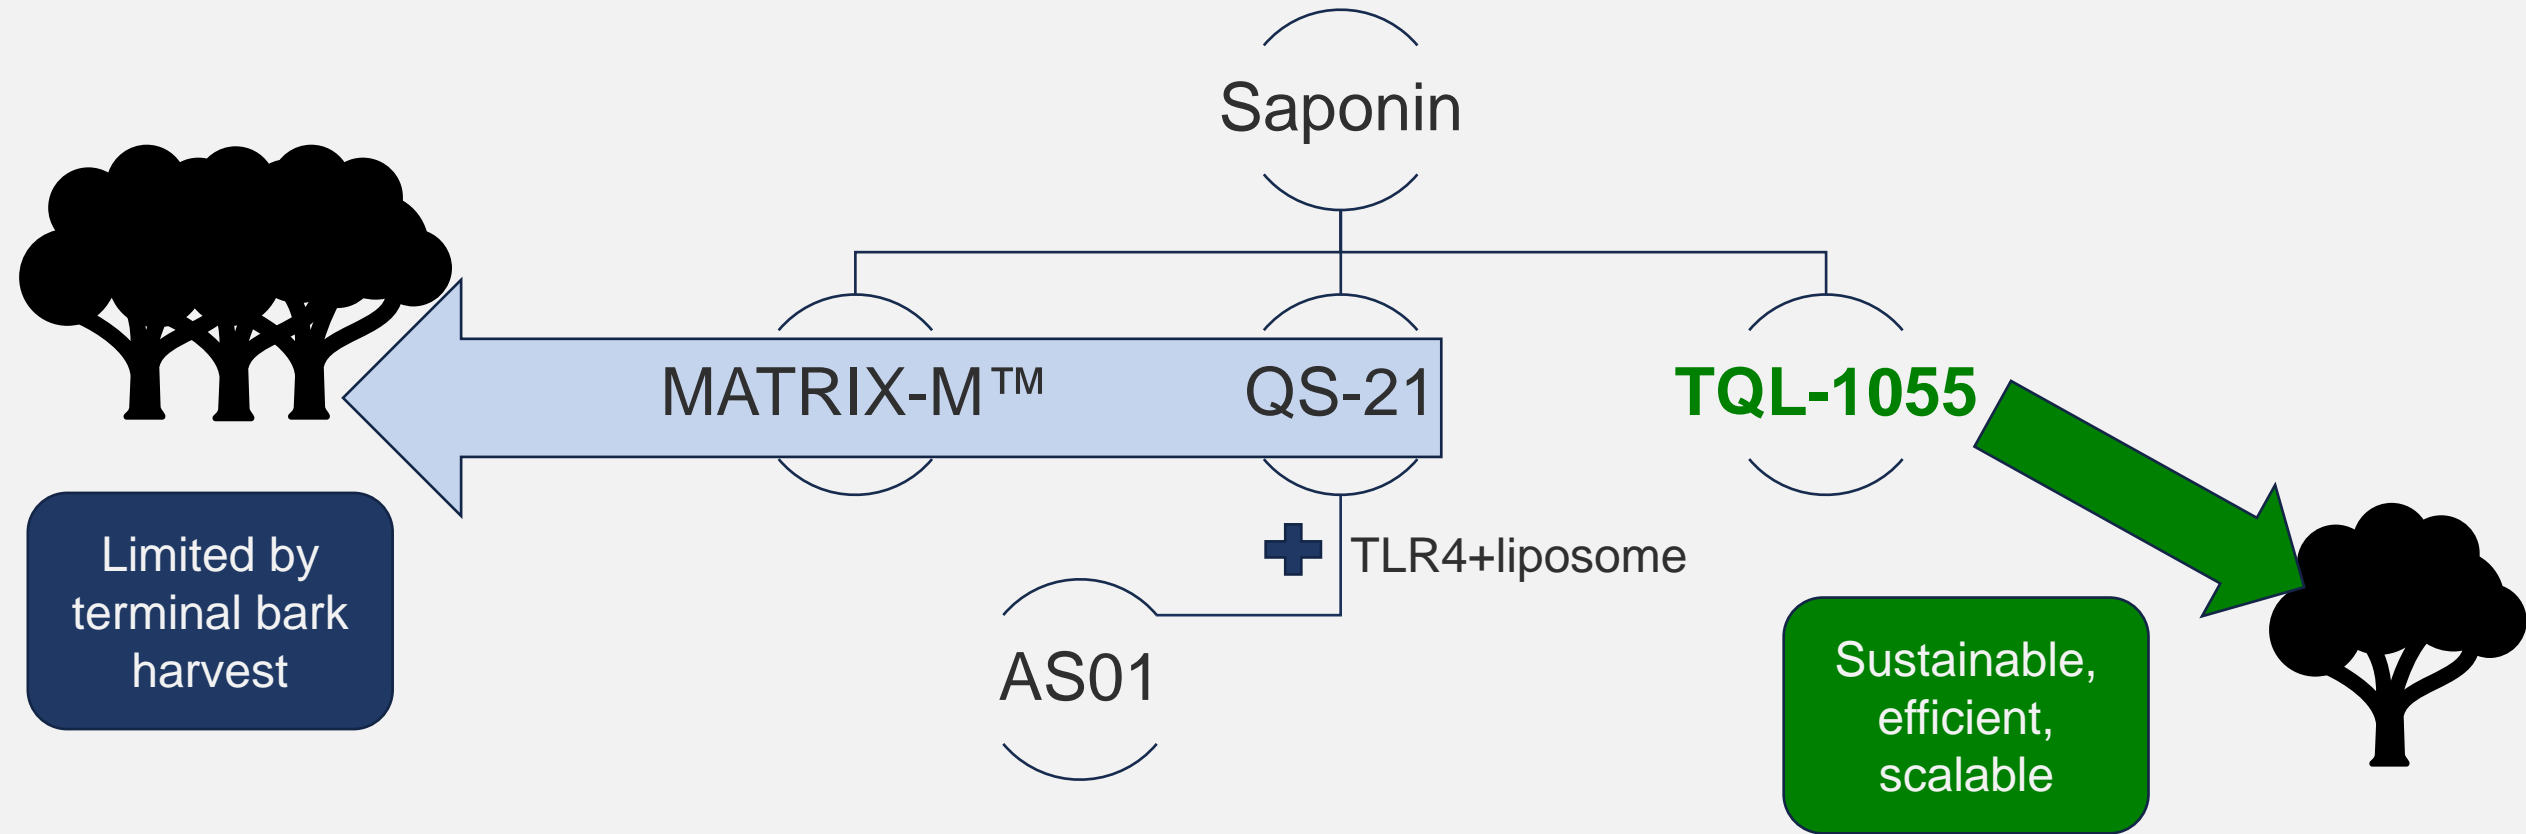 Saponin
MATRIX-M™
QS-21
TQL-1055
TLR4+liposome
AS01
Limited by
terminal bark
harvest
Sustainable,
efficient,
scalable